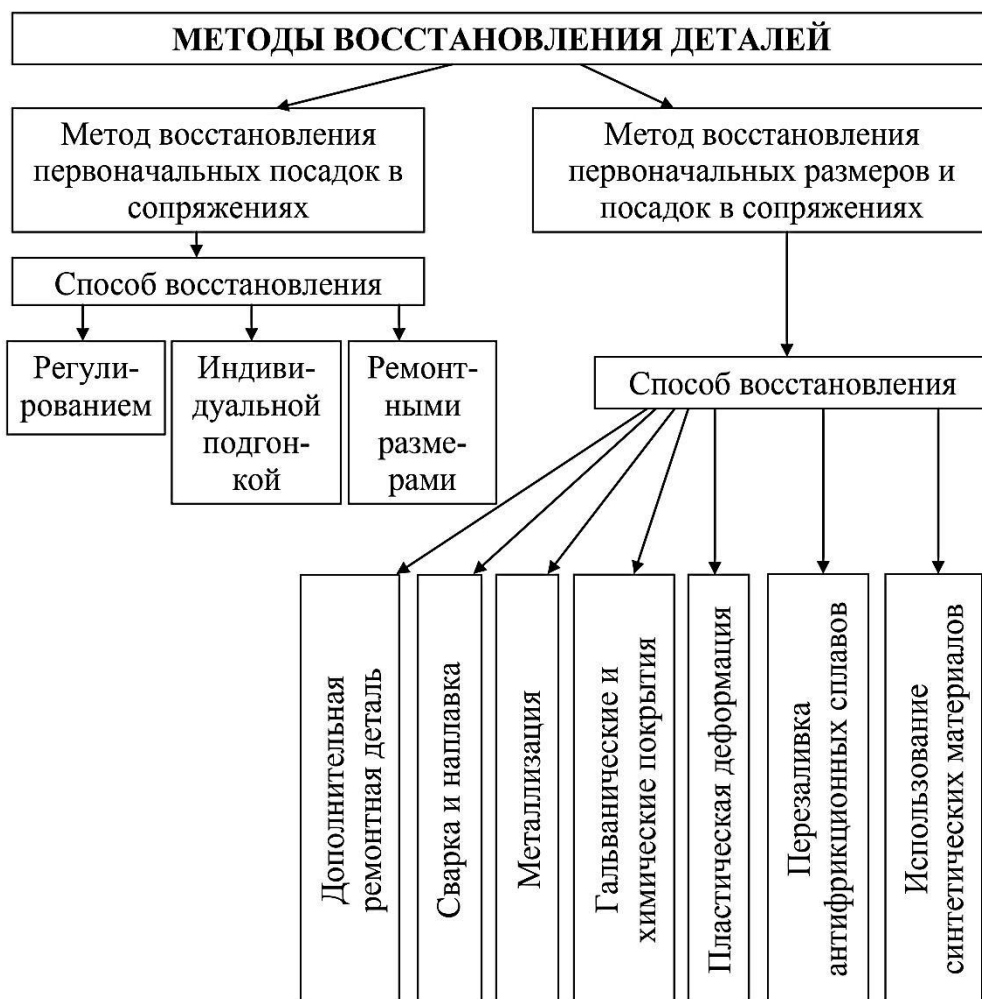 МЕТОДЫ ВОССТАНОВЛЕНИЯ ДЕТАЛЕЙ
Метод восстановления
первоначальных посадок в
сопряжениях
Метод восстановления
первоначальных размеров и
посадок в сопряжениях
Способ восстановления
Регули-
рованием
Индиви-
дуальной
подгон-
кой
Ремонт-
ными
разме-
рами
Способ восстановления
Дополнительная
ремонтная деталь
Сварка и наплавка
Металлизация
Гальванические и
химические покрытия
Пластическая деформация
Перезаливка
антифрикционных сплавов
Использование
синтетических материалов